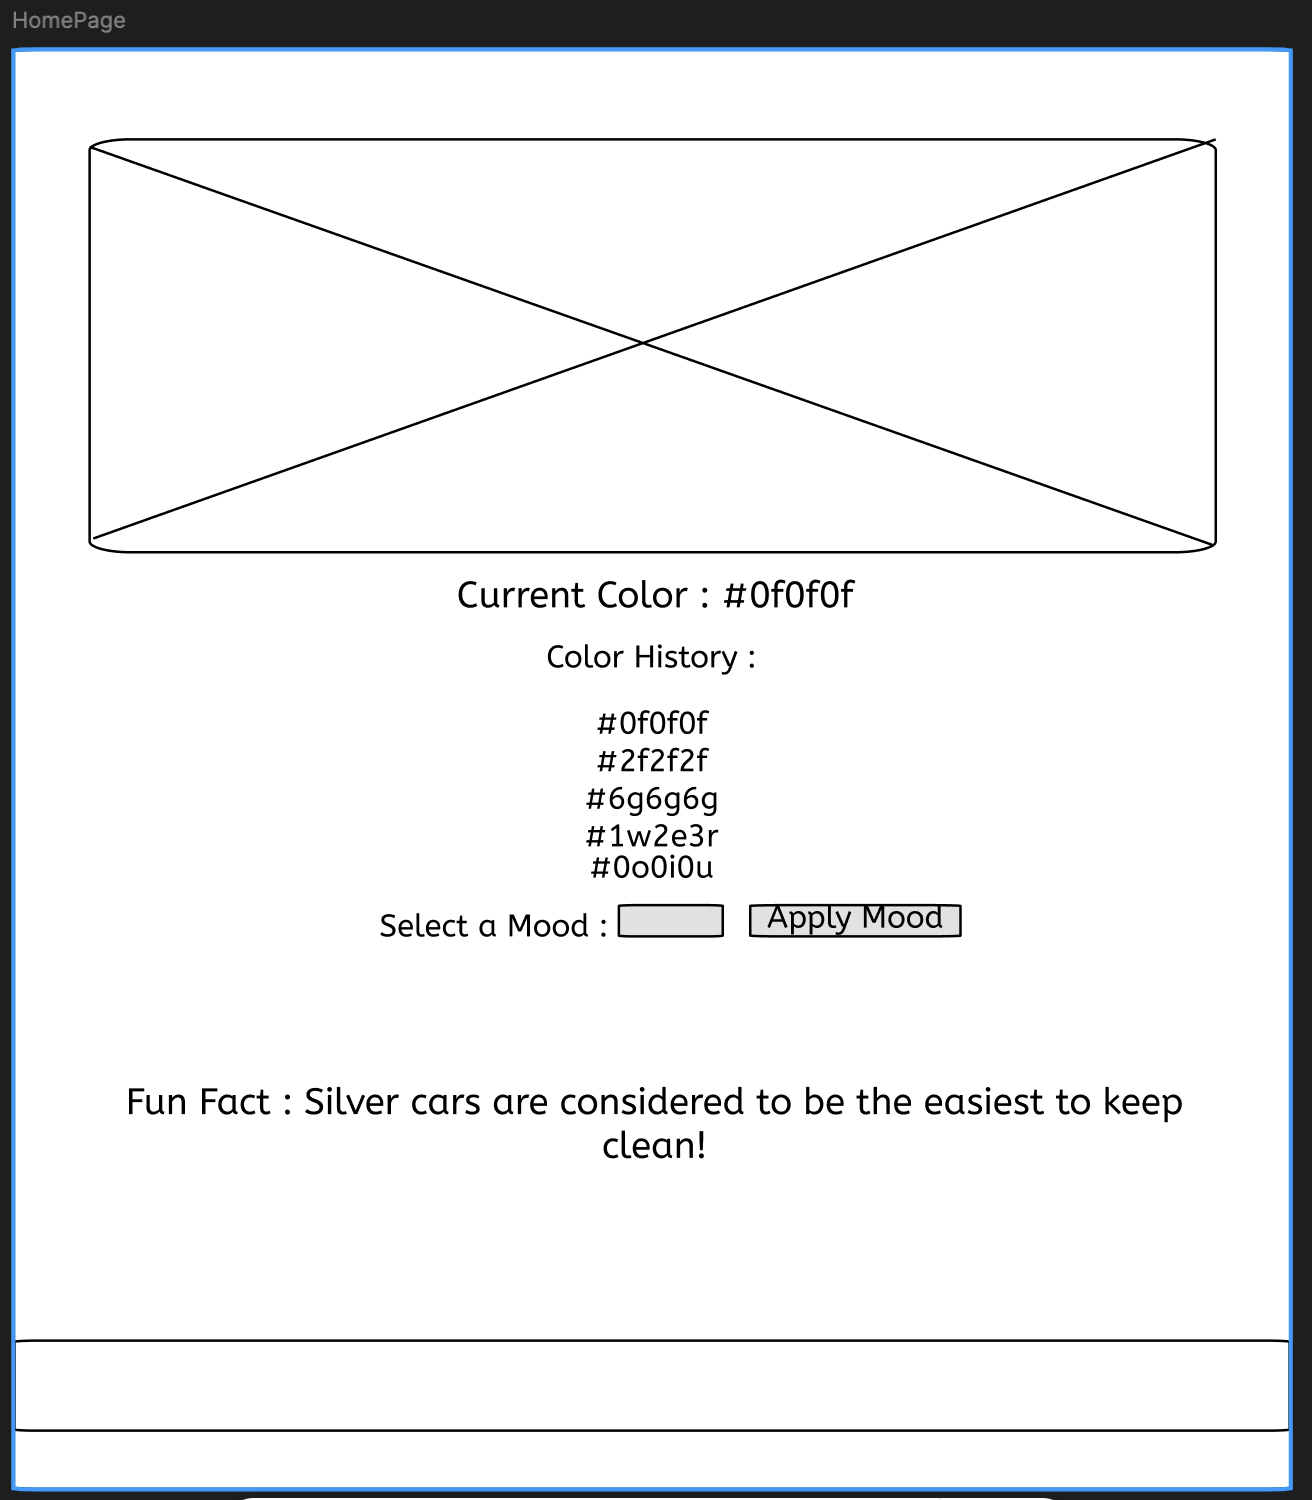 HomePage
Current Color : #0f0f0f
Color History :
#0f0f0f
#2f2f2f
#6g6g6g
#1w2e3r
#0o0i0u
Select a Mood : Apply Mood
Fun Fact : Silver cars are considered to be the easiest to keep
clean!